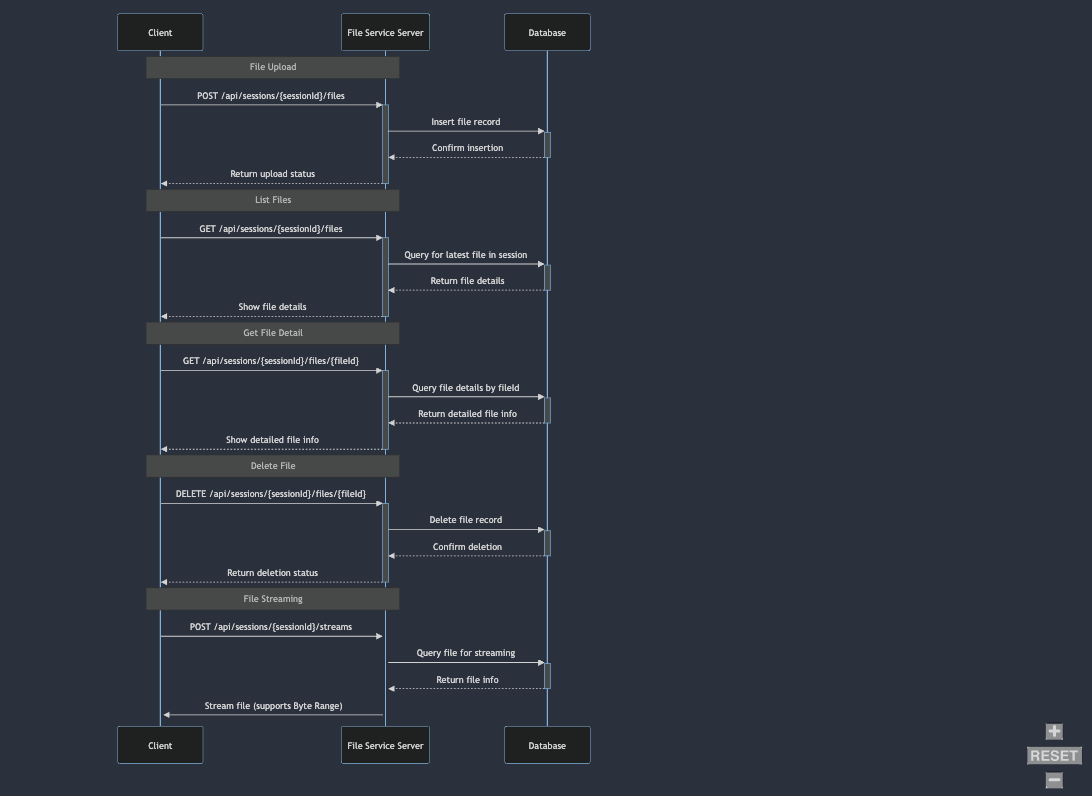 Client
File Service Server
Database
File Upload
POST /api/sessions/{sessionId}/files
Insert file record
Confirm insertion
Return upload status
List Files
GET /api/sessions/{sessionId}/files
Query for latest file in session
Return file details
Show file details
Get File Detail
GET /api/sessions/{sessionId}/files/{fileId}
Query file details by fileId
Return detailed file info
Show detailed file info
Delete File
DELETE /api/sessions/{sessionId}/files/{fileId}
Delete file record
Confirm deletion
Return deletion status
File Streaming
POST /api/sessions/{sessionId}/streams
Query file for streaming
Return file info
Stream file (supports Byte Range)
Client
File Service Server
Database
+
RESET
−